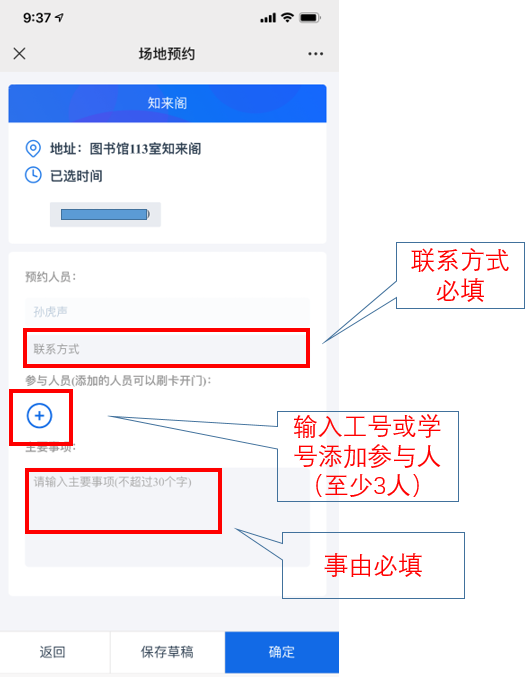 9:37
场地预约
知来阁
地址：图书馆113室知来阁
已选时间
预约人员：
孙虎声
联系方式
参与人员(添加的人员可以刷卡开门)：
主要事项：
请输入主要事项(不超过30个字)
返回
保存草稿
确定
联系方式
必填
输入工号或学
号添加参与人
（至少3人）
事由必填